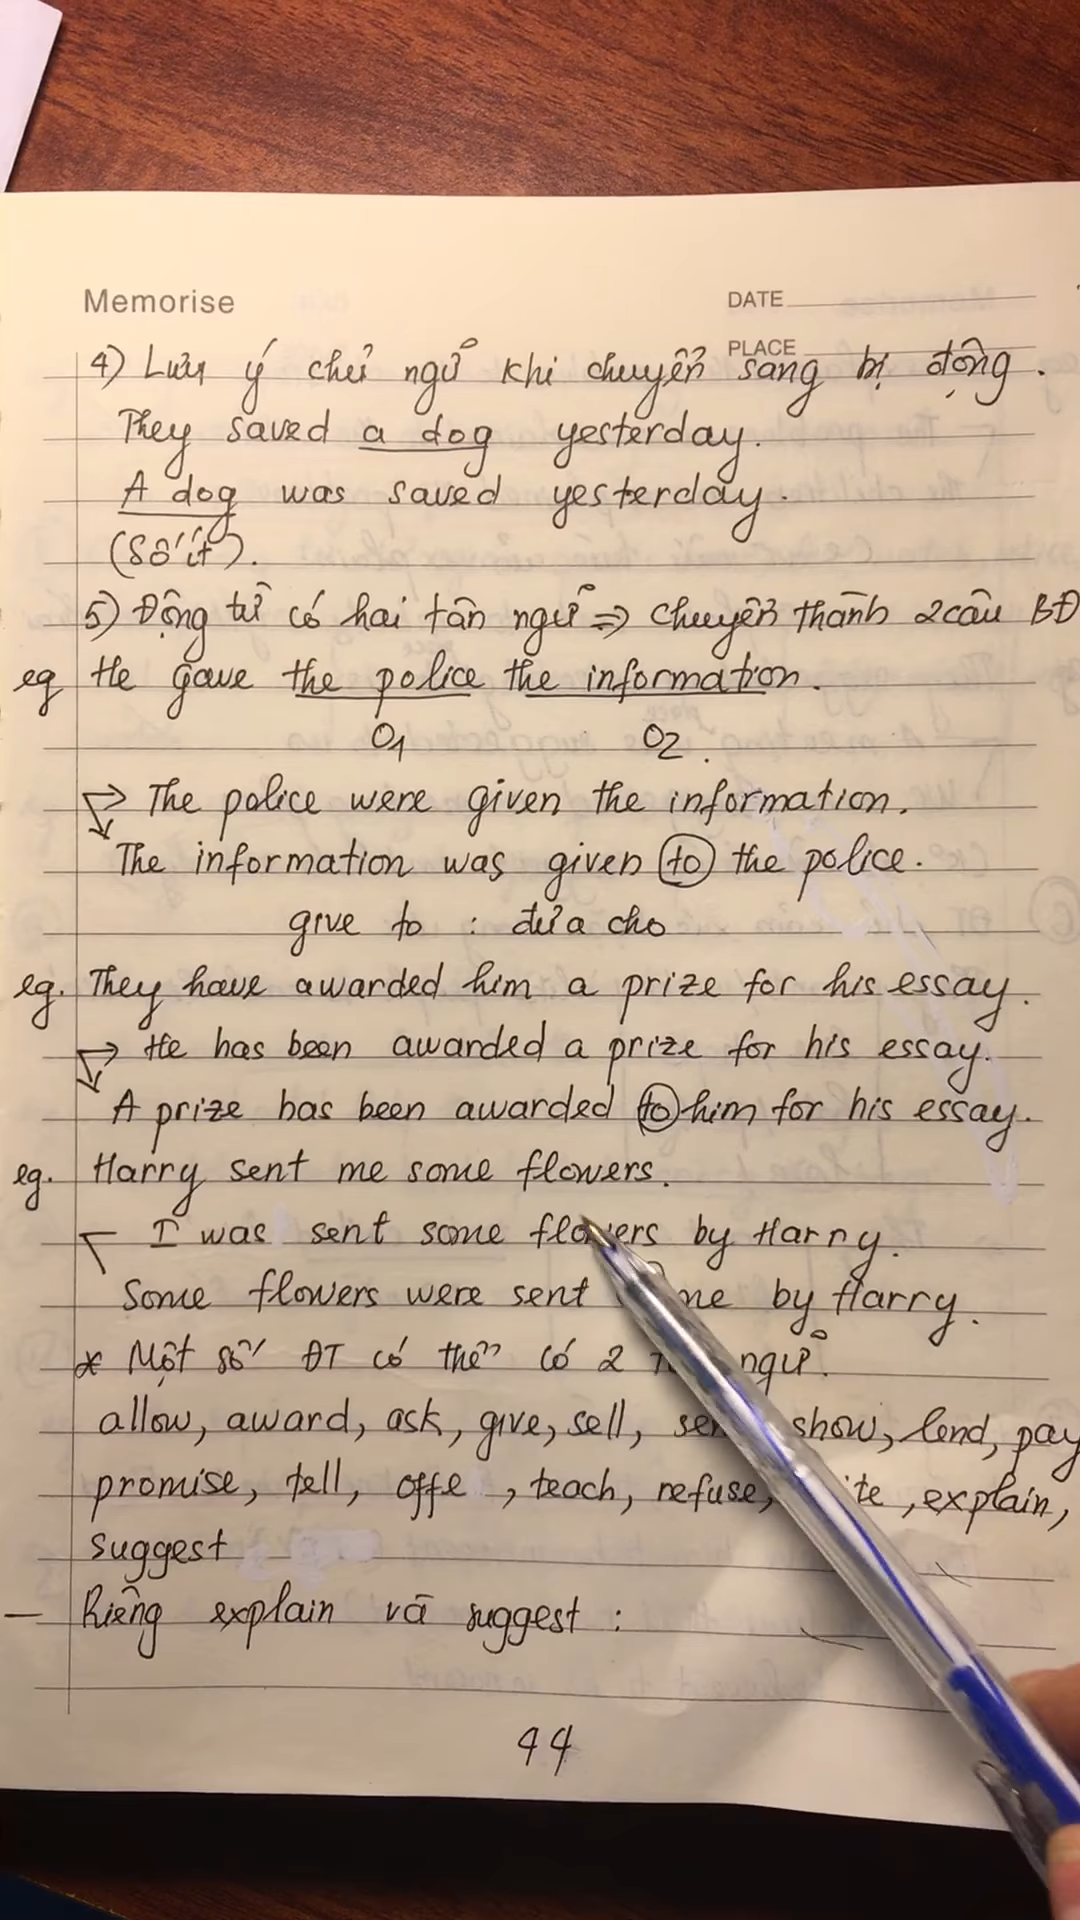 Memorise
DATE
PLACE
4) Lưu ý chủ ngữ khi chuyển sang bị động.
They saved a dog yesterday.
A dog was saved yesterday.
(Số ít).
5) Động từ có hai tân ngữ => chuyển thành 2 câu BĐ
eg He gave the police the information.
O1 O2.
The police were given the information.
The information was given to the police.
give to : đưa cho
eg. They have awarded him a prize for his essay.
He has been awarded a prize for his essay.
A prize has been awarded to him for his essay.
eg. Harry sent me some flowers.
I was sent some flowers by Harry.
Some flowers were sent me by Harry.
* Một số ĐT có thể có 2 ngữ.
allow, award, ask, give, sell, show, lend, pay
promise, tell, offe , teach, refuse, explain,
suggest
— Riêng explain và suggest :
44